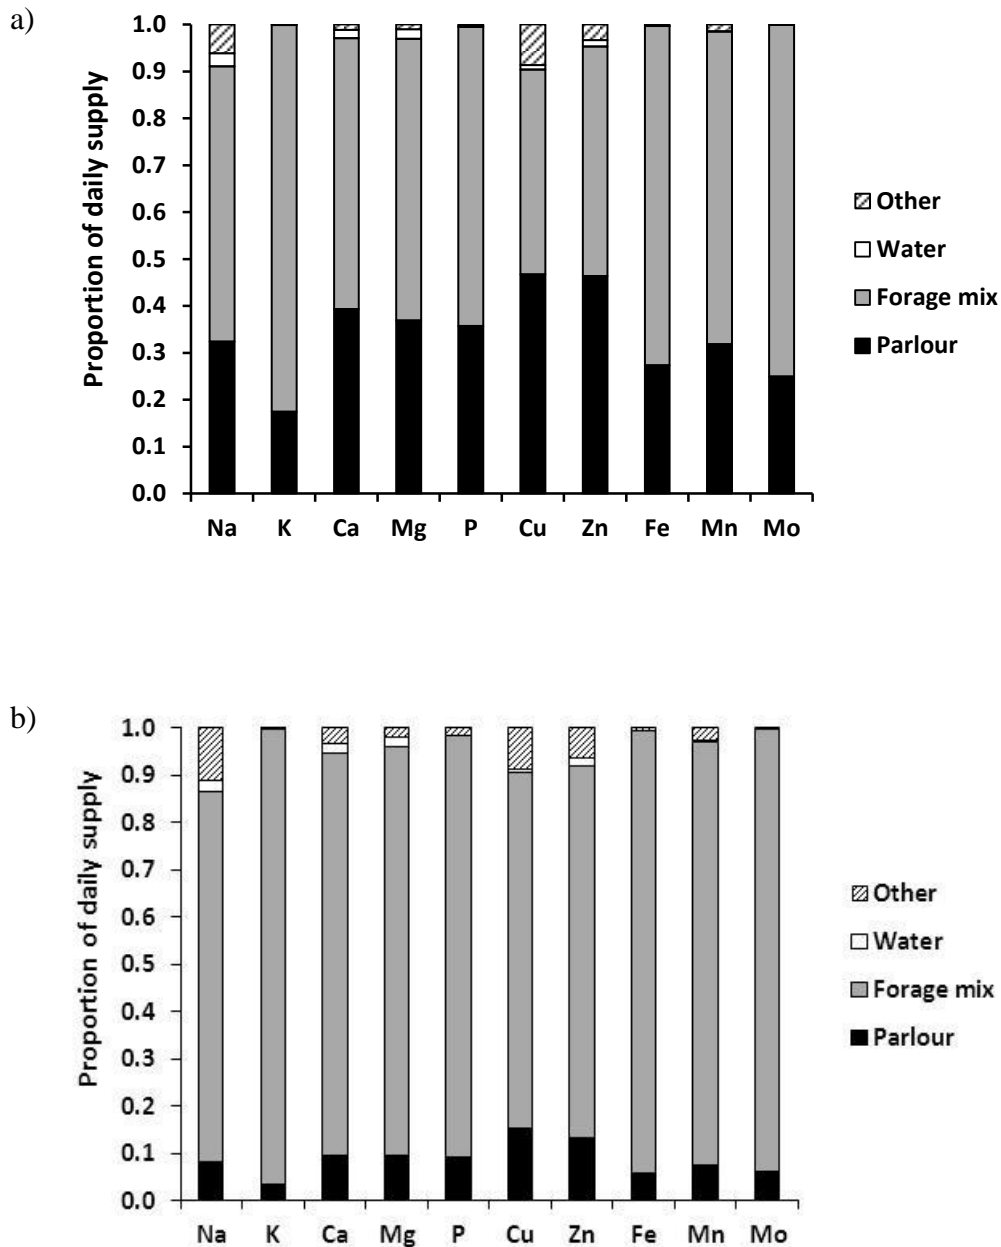 a)
Proportion of daily supply
1.0
0.9
0.8
0.7
0.6
0.5
0.4
0.3
0.2
0.1
0.0
Na K Ca Mg P Cu Zn Fe Mn Mo
Other
Water
Forage mix
Parlour
b)
Proportion of daily supply
1.0
0.9
0.8
0.7
0.6
0.5
0.4
0.3
0.2
0.1
0.0
Na K Ca Mg P Cu Zn Fe Mn Mo
Other
Water
Forage mix
Parlour